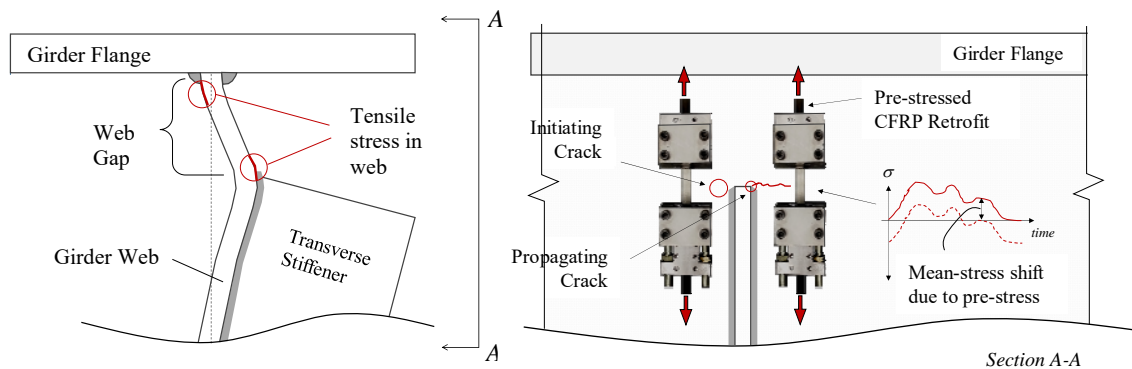 Girder Flange
Web
Gap
Tensile
stress in
web
Girder Web
Transverse
Stiffener
A
A
Girder Flange
Initiating
Crack
Pre-stressed
CFRP Retrofit
Propagating
Crack
σ
time
Mean-stress shift
due to pre-stress
Section A-A